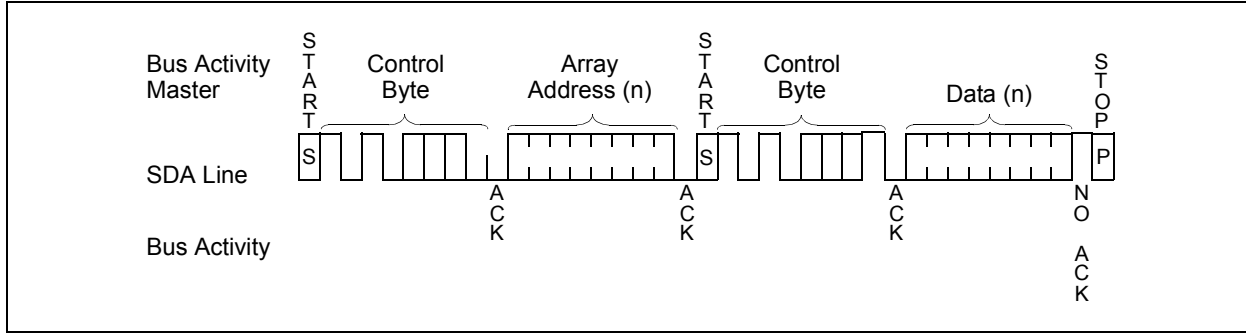 START
Bus Activity
Master
Control
Byte
Array
Address (n)
START
Control
Byte
Data (n)
STOP
SDA Line
S
S
P
Bus Activity
ACK
ACK
ACK
NO ACK